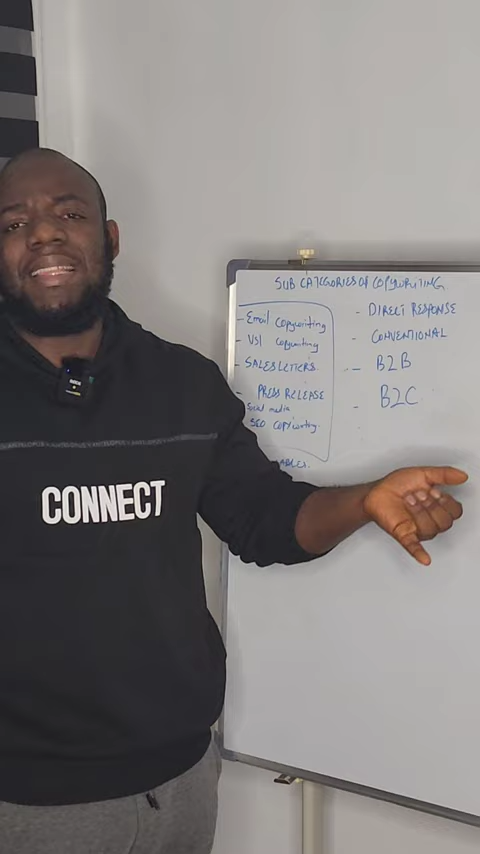 SUB CATEGORIES OF COPYWRITING
- Email Copywriting
- VSL Copywriting
- SALES LETTERS
- PRESS RELEASE
Social media
SEO Copywriting
- DIRECT RESPONSE
- CONVENTIONAL
- B2B
- B2C
CONNECT